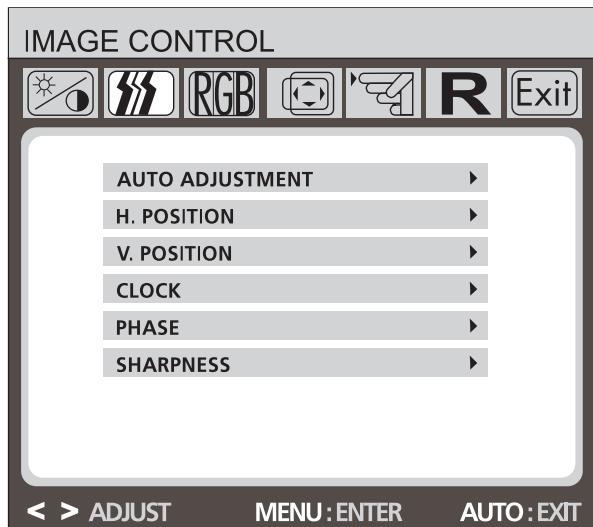 IMAGE CONTROL
RGB R Exit
AUTO ADJUSTMENT
H. POSITION
V. POSITION
CLOCK
PHASE
SHARPNESS
< > ADJUST MENU : ENTER AUTO : EXIT